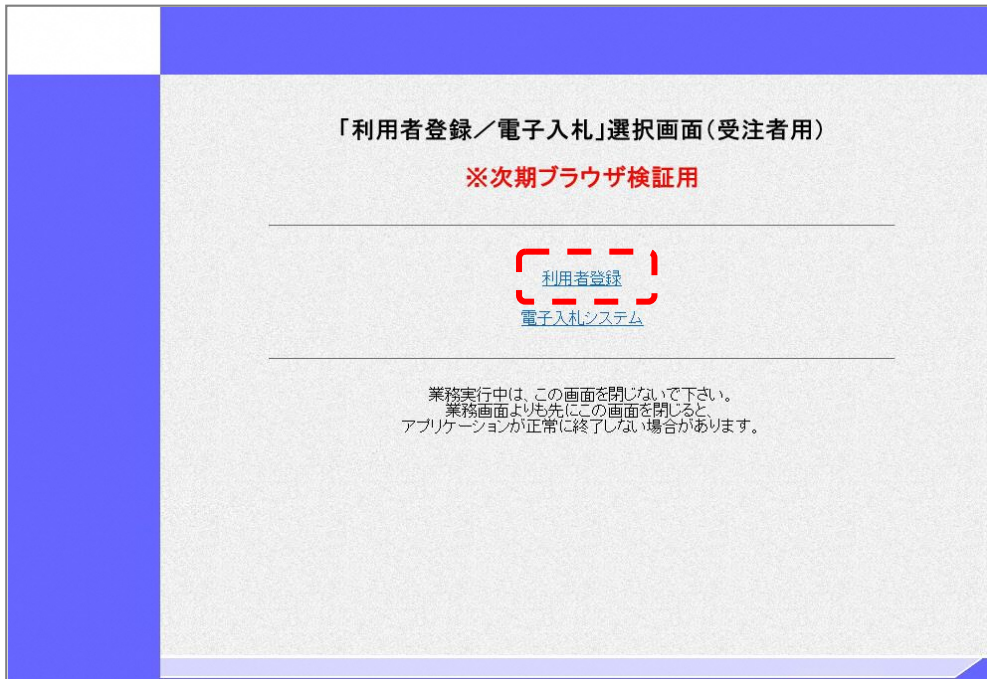 「利用者登録／電子入札」選択画面(受注者用)
※次期ブラウザ検証用
利用者登録
電子入札システム
業務実行中は、この画面を閉じないで下さい。
業務画面よりも先にこの画面を閉じると、
アプリケーションが正常に終了しない場合があります。